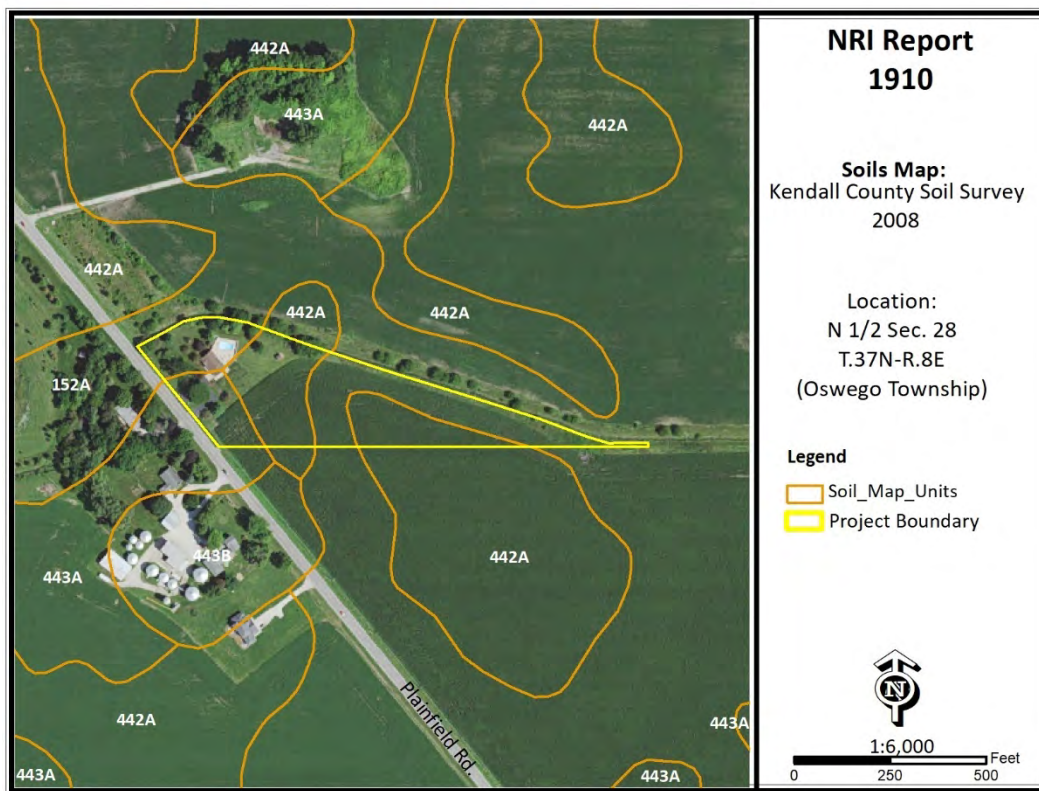 442A
443A
442A
442A
442A
442A
152A
443B
443A
442A
442A
443A
443A
443A
Plainfield Rd.
NRI Report
1910
Soils Map:
Kendall County Soil Survey
2008
Location:
N 1/2 Sec. 28
T.37N-R.8E
(Oswego Township)
Legend
Soil_Map_Units
Project Boundary
N
1:6,000
Feet
0 250 500